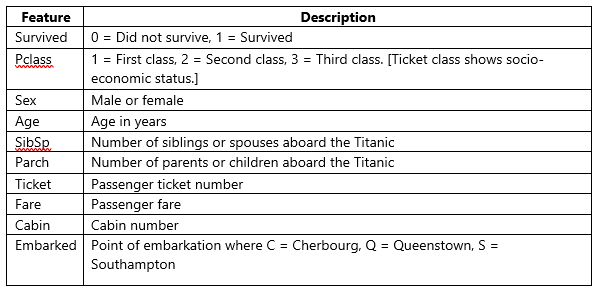 Feature Description
Survived 0 = Did not survive, 1 = Survived
Pclass 1 = First class, 2 = Second class, 3 = Third class. [Ticket class shows socio-
economic status.]
Sex Male or female
Age Age in years
SibSp Number of siblings or spouses aboard the Titanic
Parch Number of parents or children aboard the Titanic
Ticket Passenger ticket number
Fare Passenger fare
Cabin Cabin number
Embarked Point of embarkation where C = Cherbourg, Q = Queenstown, S =
Southampton